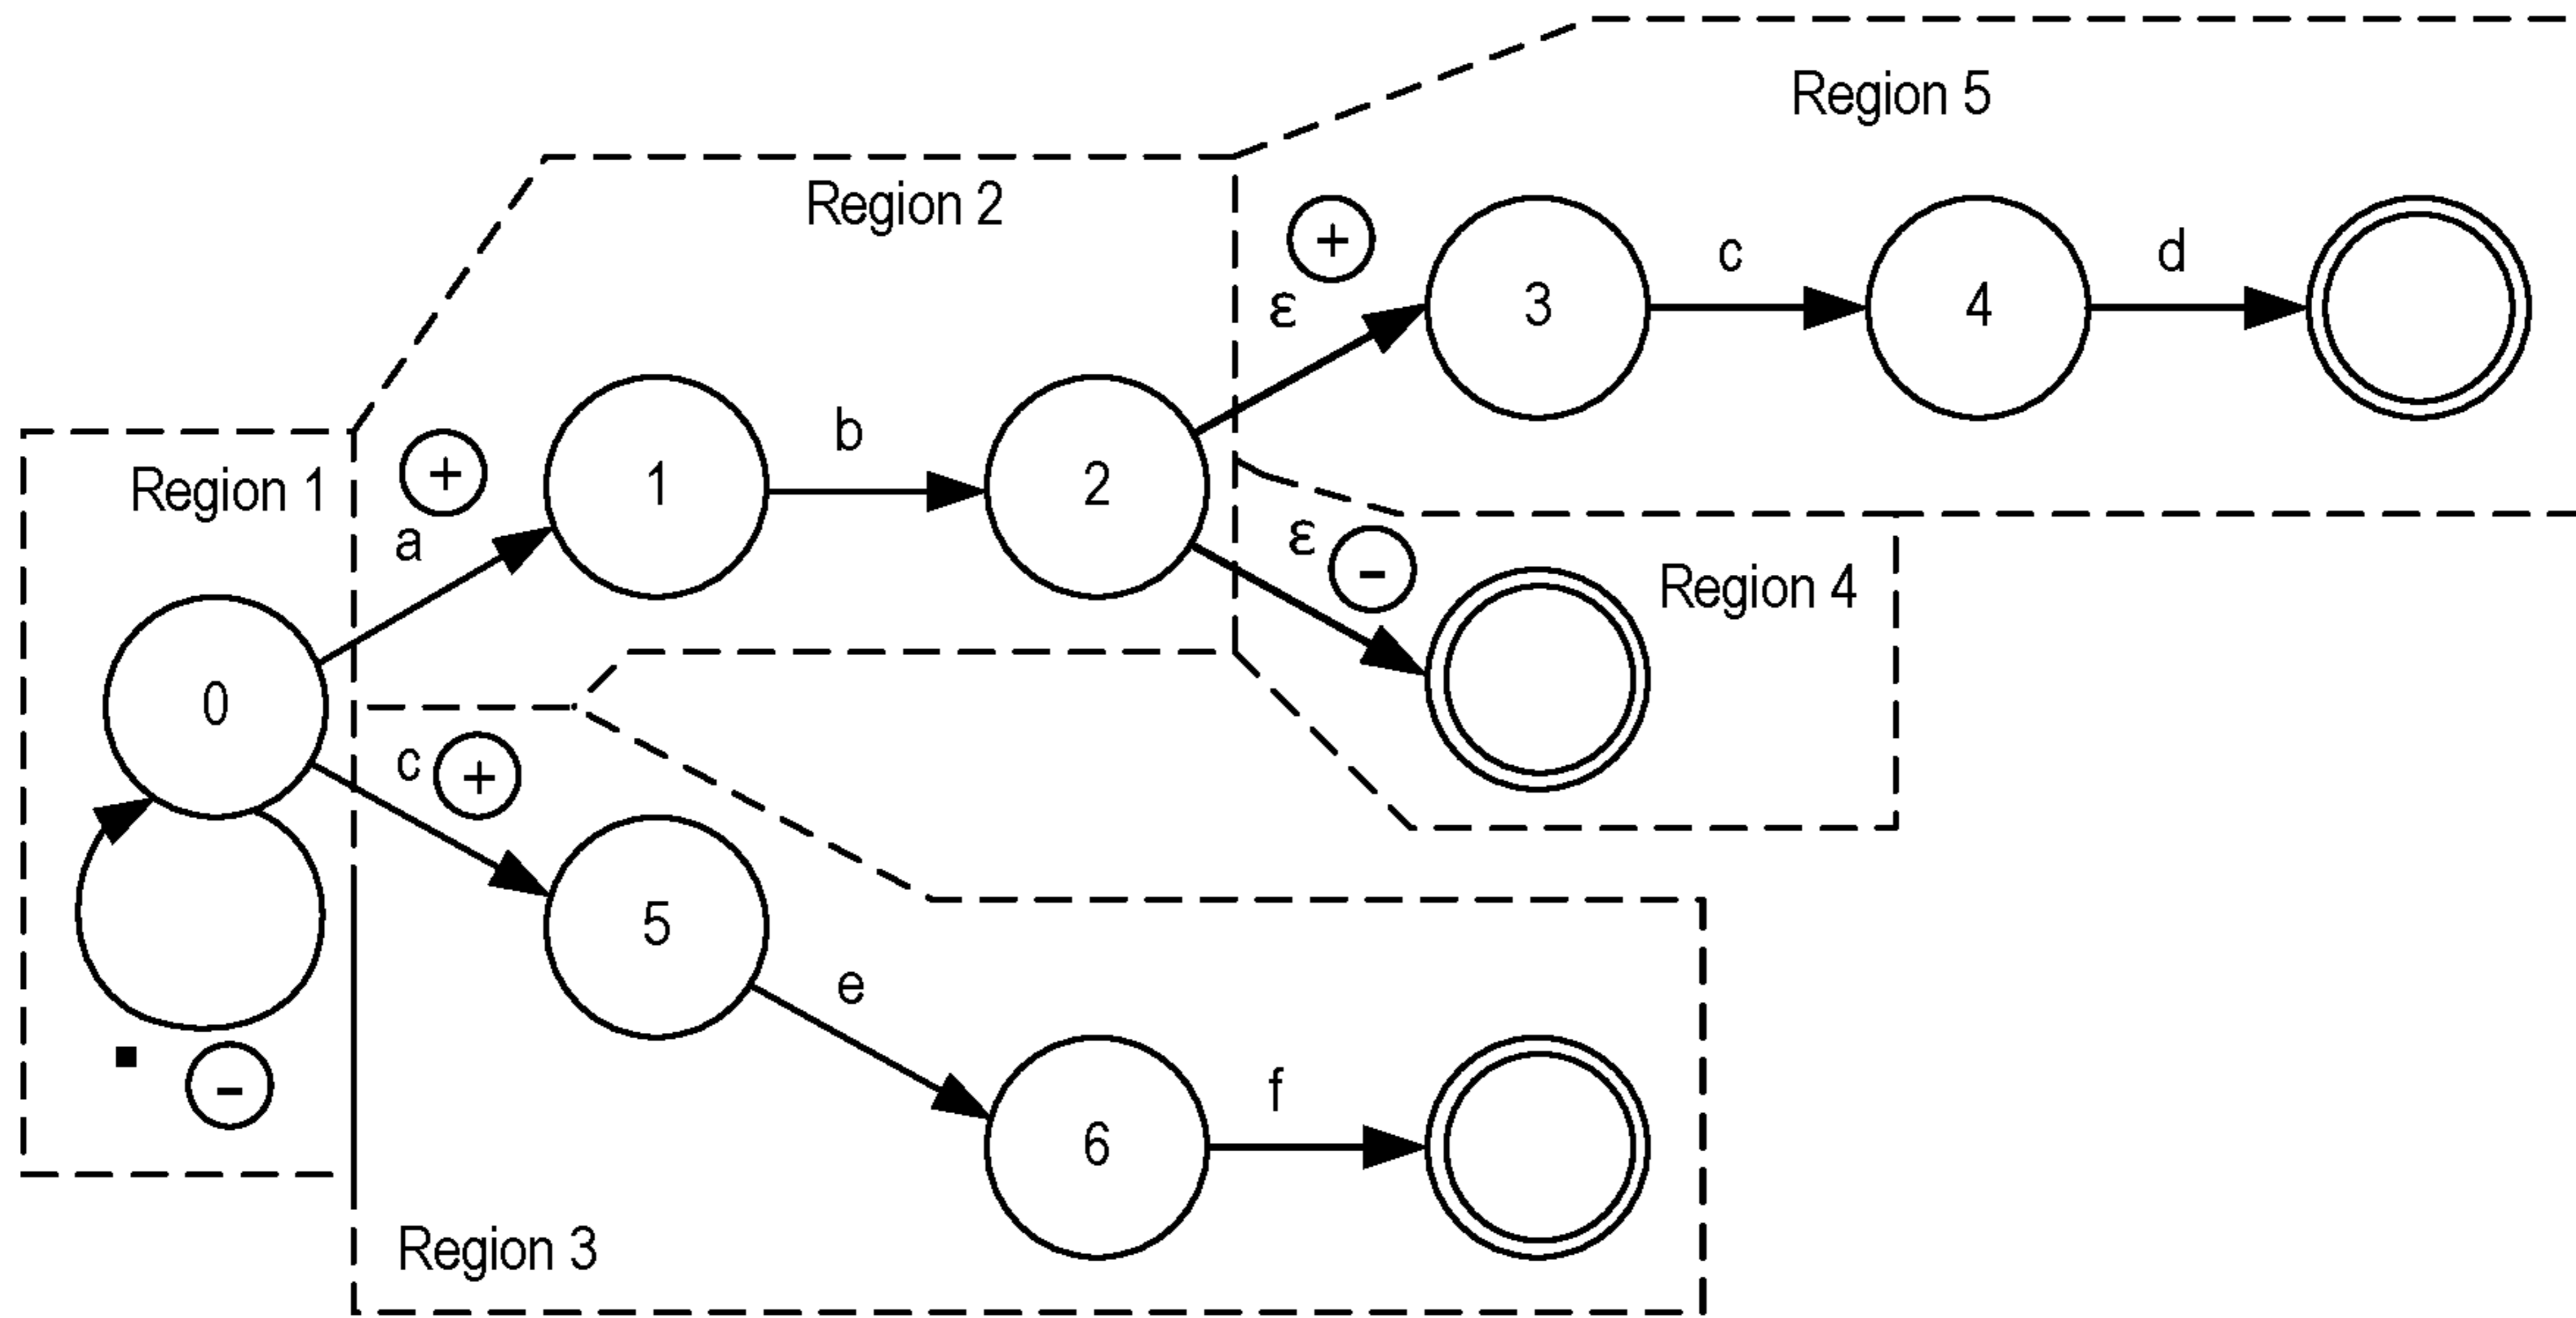 Region 5
Region 2
+
ε
3
c
4
d
Region 1
+
a
1
b
2
ε
-
Region 4
0
c
+
5
e
.
-
6
f
Region 3